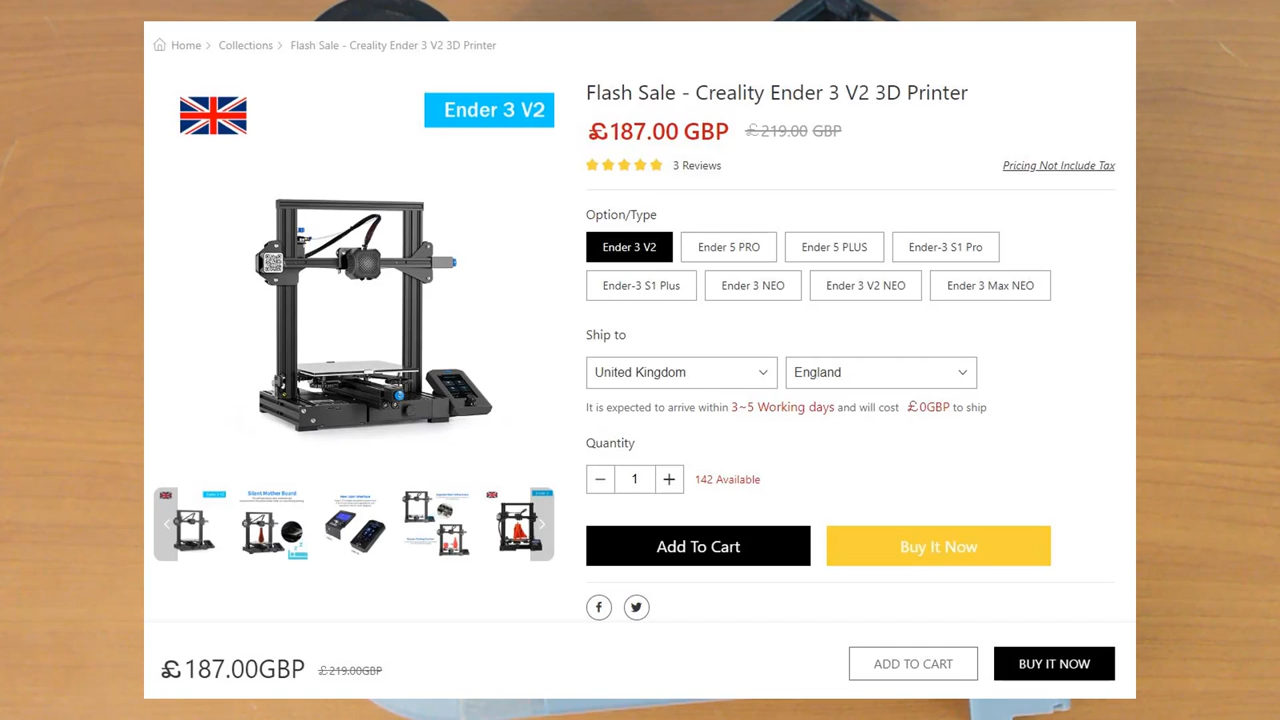 Home > Collections > Flash Sale - Creality Ender 3 V2 3D Printer
Ender 3 V2
Flash Sale - Creality Ender 3 V2 3D Printer
£187.00 GBP £219.00 GBP
3 Reviews
Pricing Not Include Tax
Option/Type
Ender 3 V2 Ender 5 PRO Ender 5 PLUS Ender-3 S1 Pro
Ender-3 S1 Plus Ender 3 NEO Ender 3 V2 NEO Ender 3 Max NEO
Ship to
United Kingdom England
It is expected to arrive within 3~5 Working days and will cost £0GBP to ship
Quantity
− 1 + 142 Available
Silent Mother Board
Add To Cart Buy It Now
£187.00GBP £219.00GBP
ADD TO CART BUY IT NOW